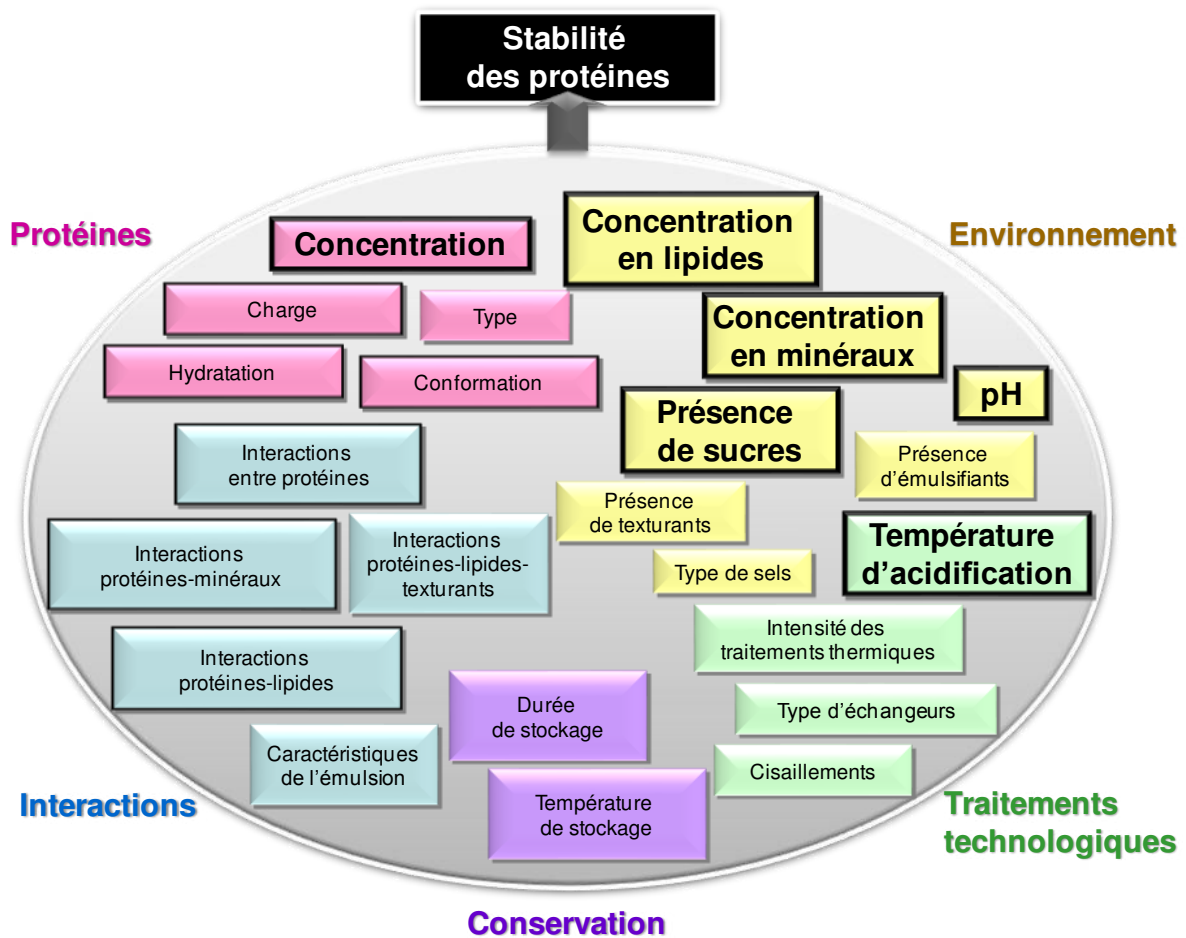 Stabilité
des protéines
Protéines
Environnement
Concentration
Concentration
en lipides
Charge
Type
Concentration
en minéraux
Hydratation
Conformation
pH
Présence
de sucres
Interactions
entre protéines
Présence
d'émulsifiants
Présence
de texturants
Interactions
protéines-minéraux
Interactions
protéines-lipides-
texturants
Température
d'acidification
Type de sels
Intensité des
traitements thermiques
Interactions
protéines-lipides
Durée
de stockage
Type d'échangeurs
Caractéristiques
de l'émulsion
Cisaillements
Température
de stockage
Interactions
Traitements
technologiques
Conservation